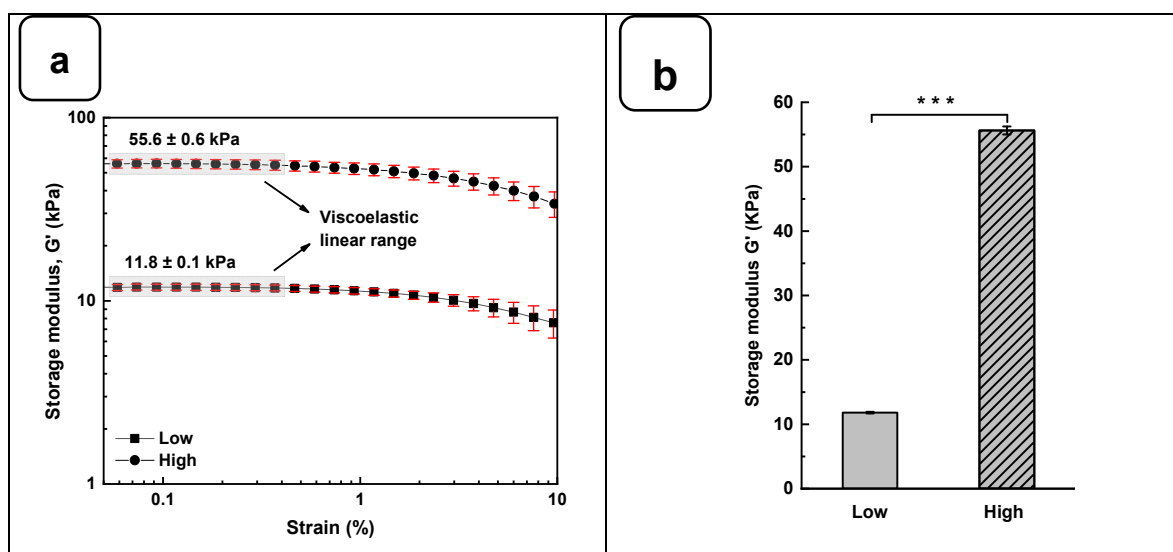 a
100
10
1
Storage modulus, G' (kPa)
55.6 ± 0.6 kPa
Viscoelastic
linear range
11.8 ± 0.1 kPa
Low
High
0.1
1
10
Strain (%)
b
60
50
40
30
20
10
0
Storage modulus G' (KPa)
* * *
Low
High